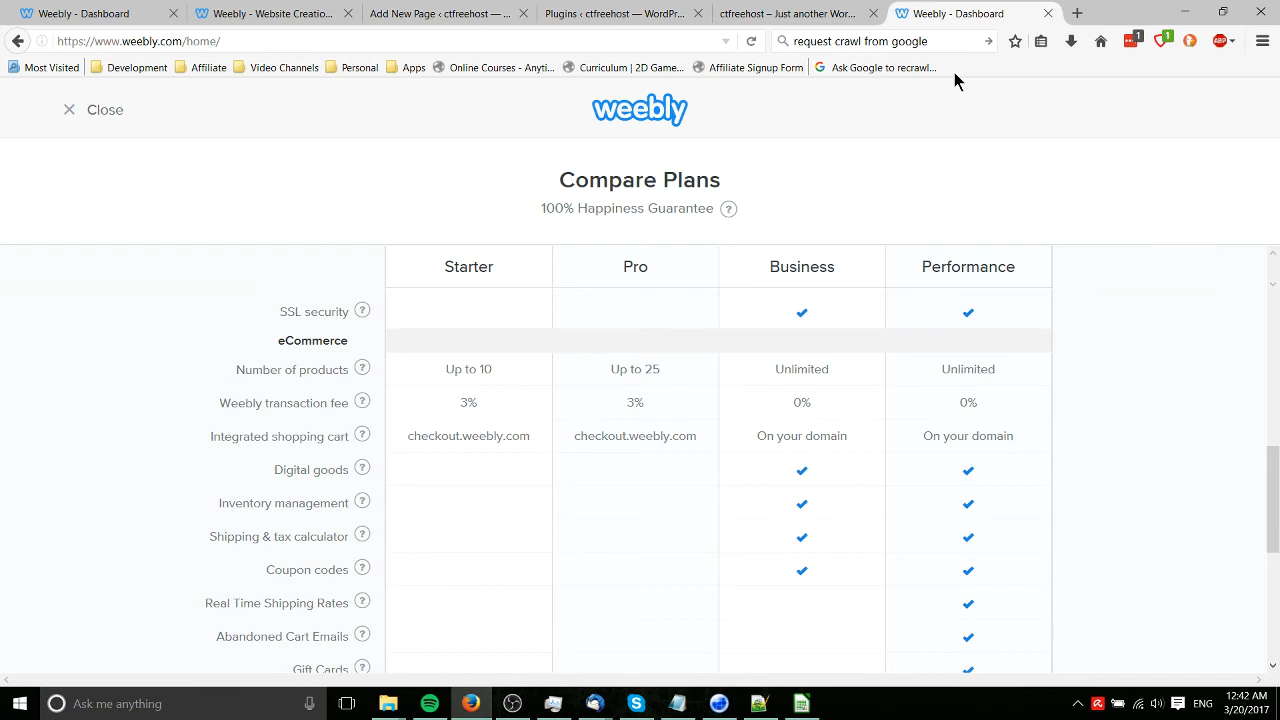 Weebly - Dashboard
Weebly - Website Creatio...
Add New Page ‹ ctfreehost — ...
Plugins ‹ ctfreehost — WordPr...
ctfreehost – Just another Wor...
Weebly - Dashboard
https://www.weebly.com/home/
request crawl from google
1
1
ABP
Most Visited
Development
Affiliate
Video Channels
Personal
Apps
Online Courses - Anyti...
Curriculum | 2D Game...
Affiliate Signup Form
Ask Google to recrawl...
Close
weebly
Compare Plans
100% Happiness Guarantee ?
Starter Pro Business Performance
SSL security ?
eCommerce
Number of products ? Up to 10 Up to 25 Unlimited Unlimited
Weebly transaction fee ? 3% 3% 0% 0%
Integrated shopping cart ? checkout.weebly.com checkout.weebly.com On your domain On your domain
Digital goods ?
Inventory management ?
Shipping & tax calculator ?
Coupon codes ?
Real Time Shipping Rates ?
Abandoned Cart Emails ?
Gift Cards ?
Ask me anything
ENG
12:42 AM
3/20/2017